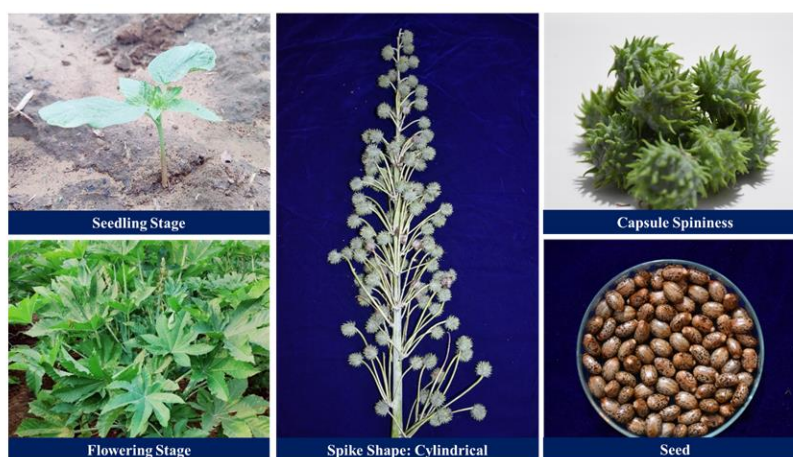 Seedling Stage
Flowering Stage
Spike Shape: Cylindrical
Capsule Spininess
Seed